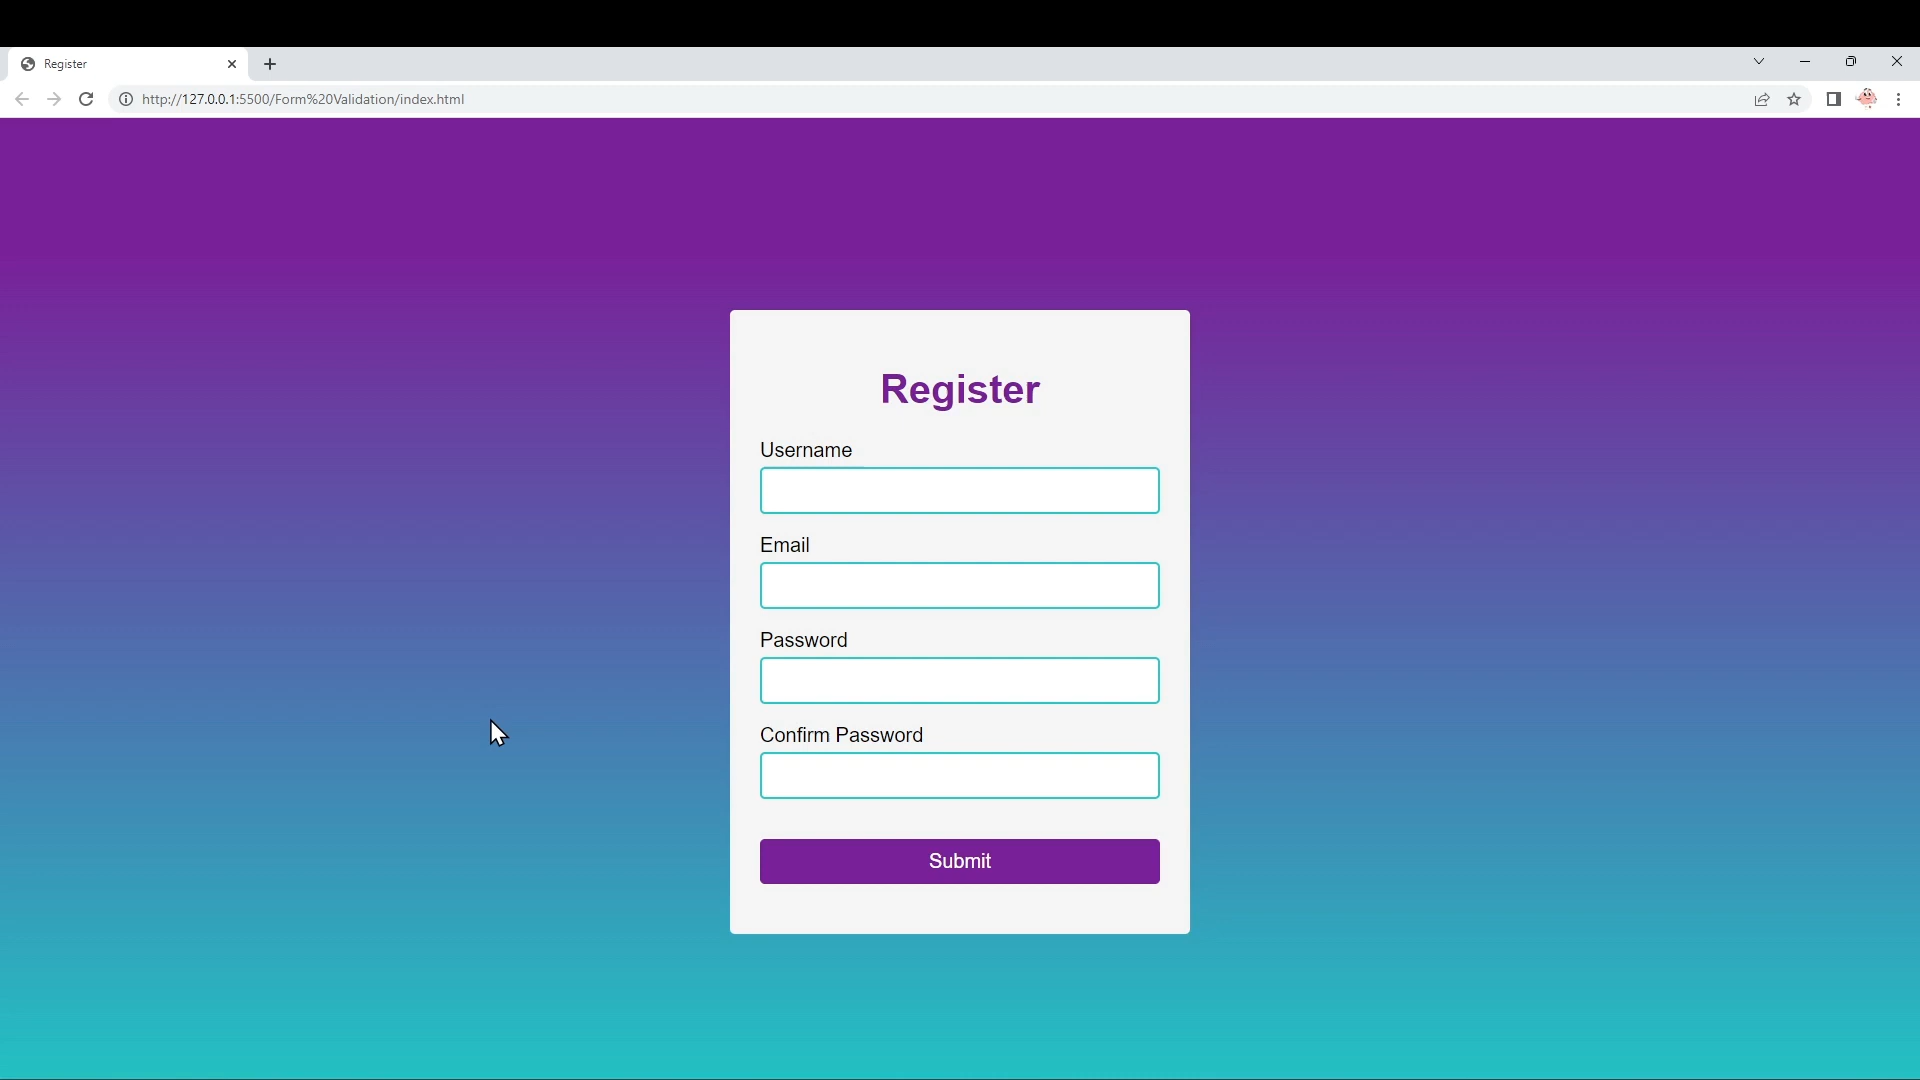 Register
http://127.0.0.1:5500/Form%20Validation/index.html
Register
Username
Email
Password
Confirm Password
Submit